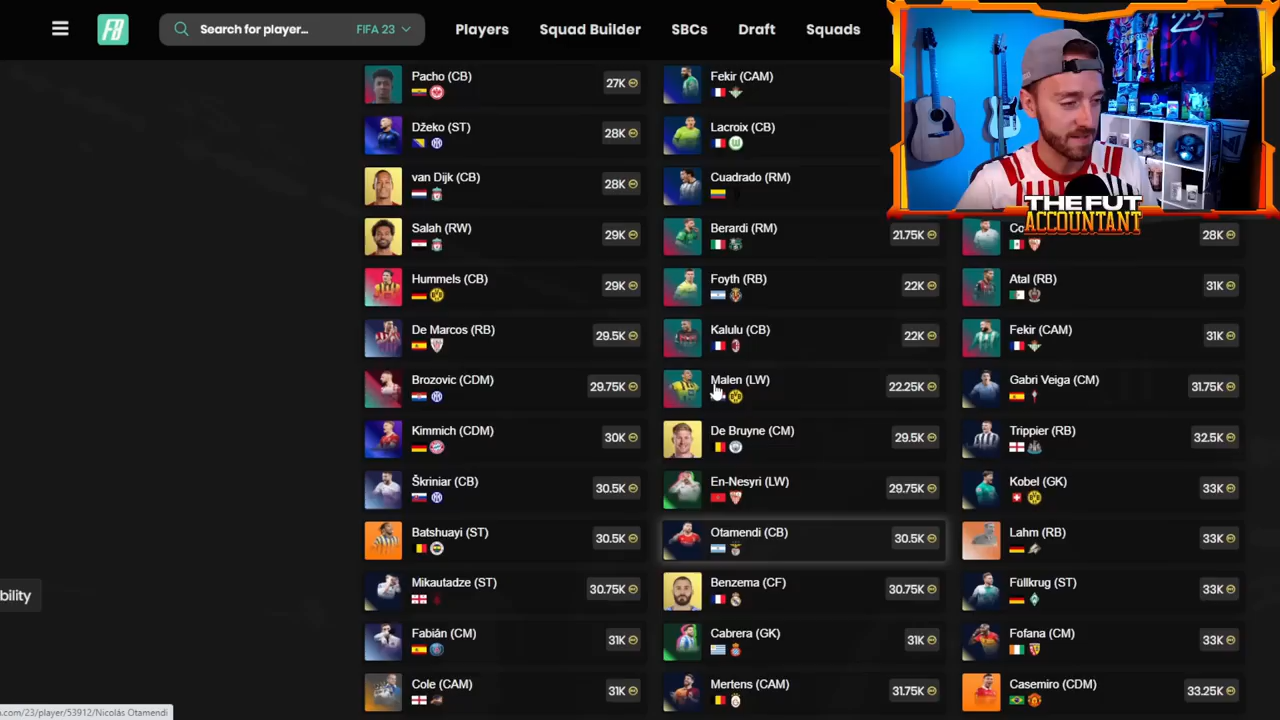 FB
Search for player...
FIFA 23
Players
Squad Builder
SBCs
Draft
Squads
THE FUT
ACCOUNTANT
Pacho (CB)
27K
Džeko (ST)
28K
van Dijk (CB)
28K
Salah (RW)
29K
Hummels (CB)
29K
De Marcos (RB)
29.5K
Brozovic (CDM)
29.75K
Kimmich (CDM)
30K
Škriniar (CB)
30.5K
Batshuayi (ST)
30.5K
Mikautadze (ST)
30.75K
Fabián (CM)
31K
Cole (CAM)
31K
Fekir (CAM)
Lacroix (CB)
Cuadrado (RM)
Berardi (RM)
21.75K
Foyth (RB)
22K
Kalulu (CB)
22K
Malen (LW)
22.25K
De Bruyne (CM)
29.5K
En-Nesyri (LW)
29.75K
Otamendi (CB)
30.5K
Benzema (CF)
30.75K
Cabrera (GK)
31K
Mertens (CAM)
31.75K
28K
Atal (RB)
31K
Fekir (CAM)
31K
Gabri Veiga (CM)
31.75K
Trippier (RB)
32.5K
Kobel (GK)
33K
Lahm (RB)
33K
Füllkrug (ST)
33K
Fofana (CM)
33K
Casemiro (CDM)
33.25K
bility
.com/23/player/53912/Nicolás Otamendi